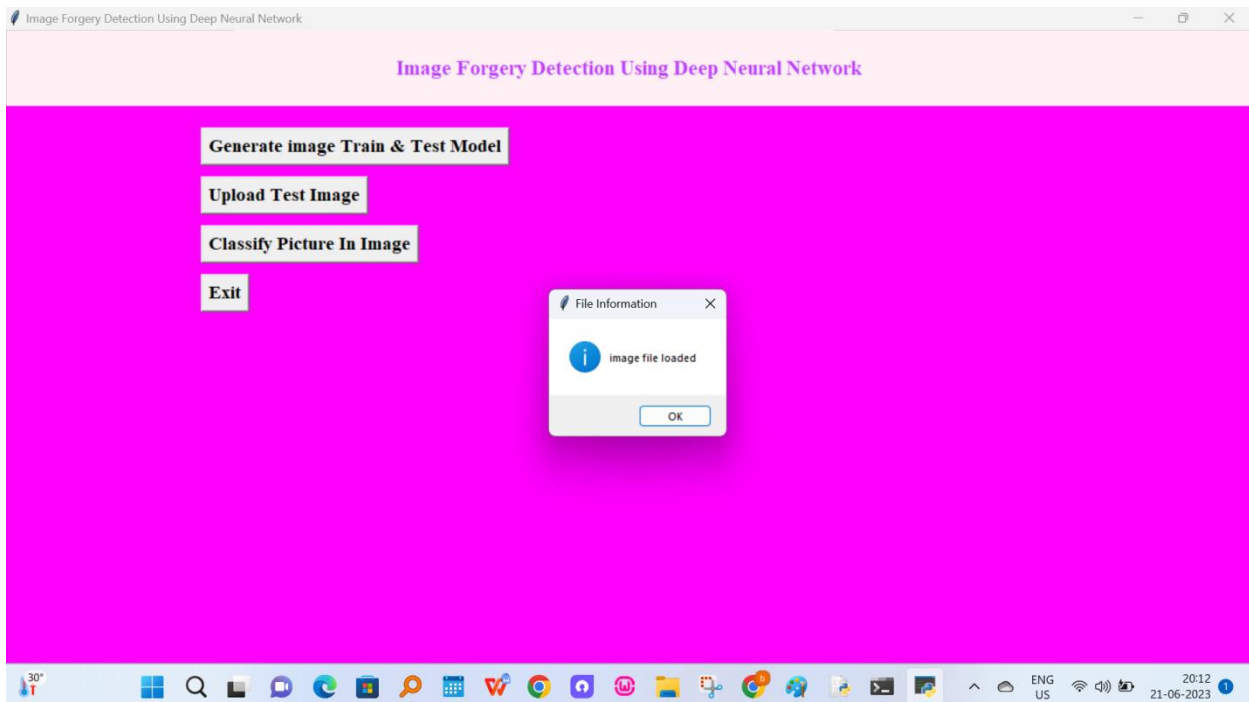 Image Forgery Detection Using Deep Neural Network
Image Forgery Detection Using Deep Neural Network
Generate image Train & Test Model
Upload Test Image
Classify Picture In Image
Exit
File Information
image file loaded
OK
30°
ENG
US
20:12
21-06-2023
1